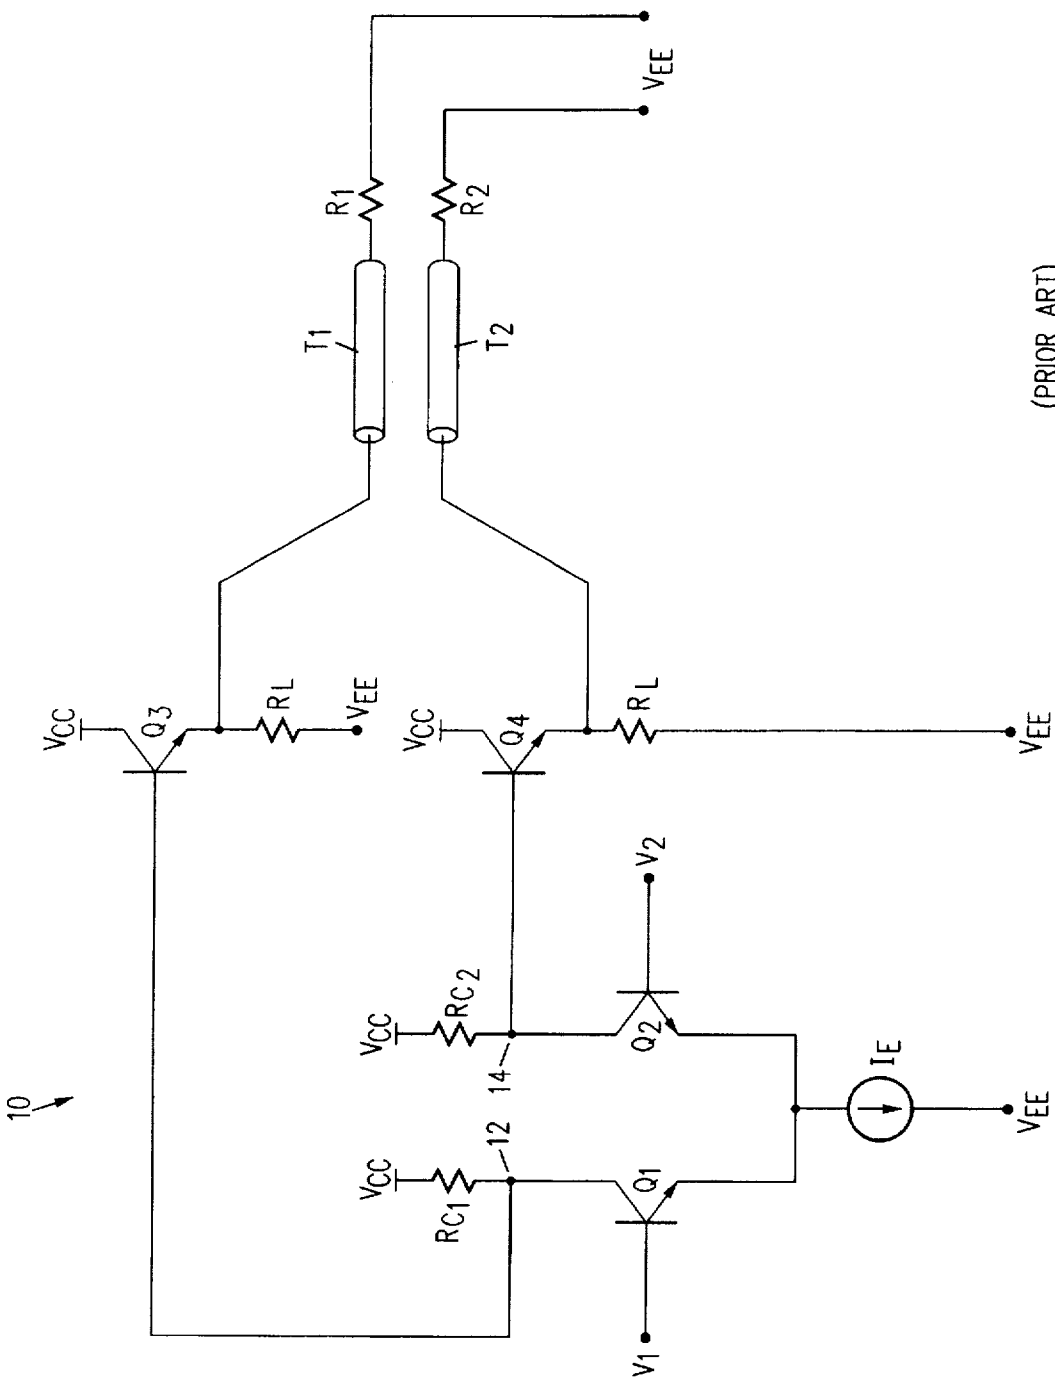 10
VCC
Q3
RL
VEE
T1
R1
VEE
T2
R2
VCC
Q4
RL
VEE
VCC
RC1
12
VCC
RC2
14
V1
Q1
Q2
V2
IE
VEE
(PRIOR ART)